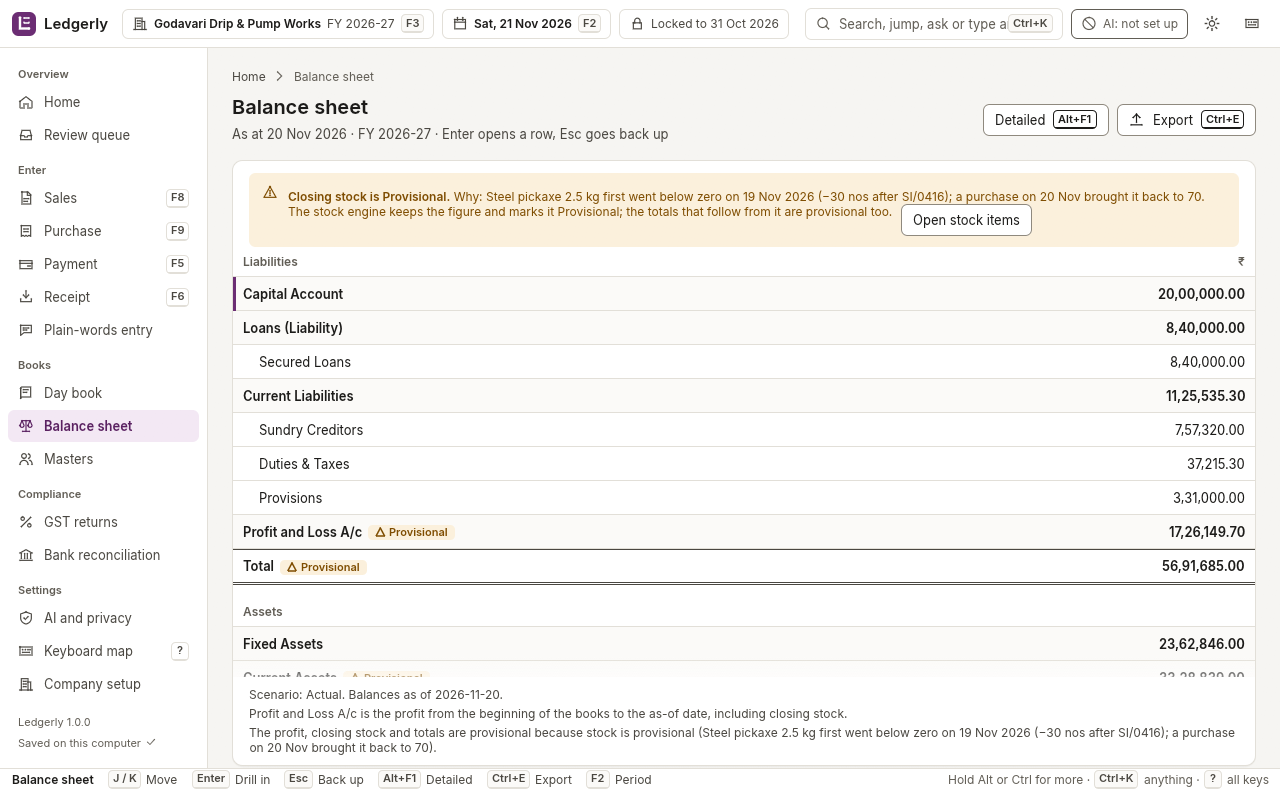 Ledgerly
Godavari Drip & Pump Works FY 2026-27 F3
Sat, 21 Nov 2026 F2
Locked to 31 Oct 2026
Search, jump, ask or type a Ctrl+K
AI: not set up
Overview
Home
Review queue
Enter
Sales F8
Purchase F9
Payment F5
Receipt F6
Plain-words entry
Books
Day book
Balance sheet
Masters
Compliance
GST returns
Bank reconciliation
Settings
AI and privacy
Keyboard map ?
Company setup
Ledgerly 1.0.0
Saved on this computer
Home > Balance sheet
Balance sheet
As at 20 Nov 2026 · FY 2026-27 · Enter opens a row, Esc goes back up
Detailed Alt+F1
Export Ctrl+E
Closing stock is Provisional. Why: Steel pickaxe 2.5 kg first went below zero on 19 Nov 2026 (−30 nos after SI/0416); a purchase on 20 Nov brought it back to 70.
The stock engine keeps the figure and marks it Provisional; the totals that follow from it are provisional too. Open stock items
Liabilities ₹
Capital Account 20,00,000.00
Loans (Liability) 8,40,000.00
Secured Loans 8,40,000.00
Current Liabilities 11,25,535.30
Sundry Creditors 7,57,320.00
Duties & Taxes 37,215.30
Provisions 3,31,000.00
Profit and Loss A/c Provisional 17,26,149.70
Total Provisional 56,91,685.00
Assets
Fixed Assets 23,62,846.00
Current Assets Provisional 33,28,839.00
Scenario: Actual. Balances as of 2026-11-20.
Profit and Loss A/c is the profit from the beginning of the books to the as-of date, including closing stock.
The profit, closing stock and totals are provisional because stock is provisional (Steel pickaxe 2.5 kg first went below zero on 19 Nov 2026 (−30 nos after SI/0416); a purchase
on 20 Nov brought it back to 70).
Balance sheet J / K Move Enter Drill in Esc Back up Alt+F1 Detailed Ctrl+E Export F2 Period
Hold Alt or Ctrl for more · Ctrl+K anything · ? all keys